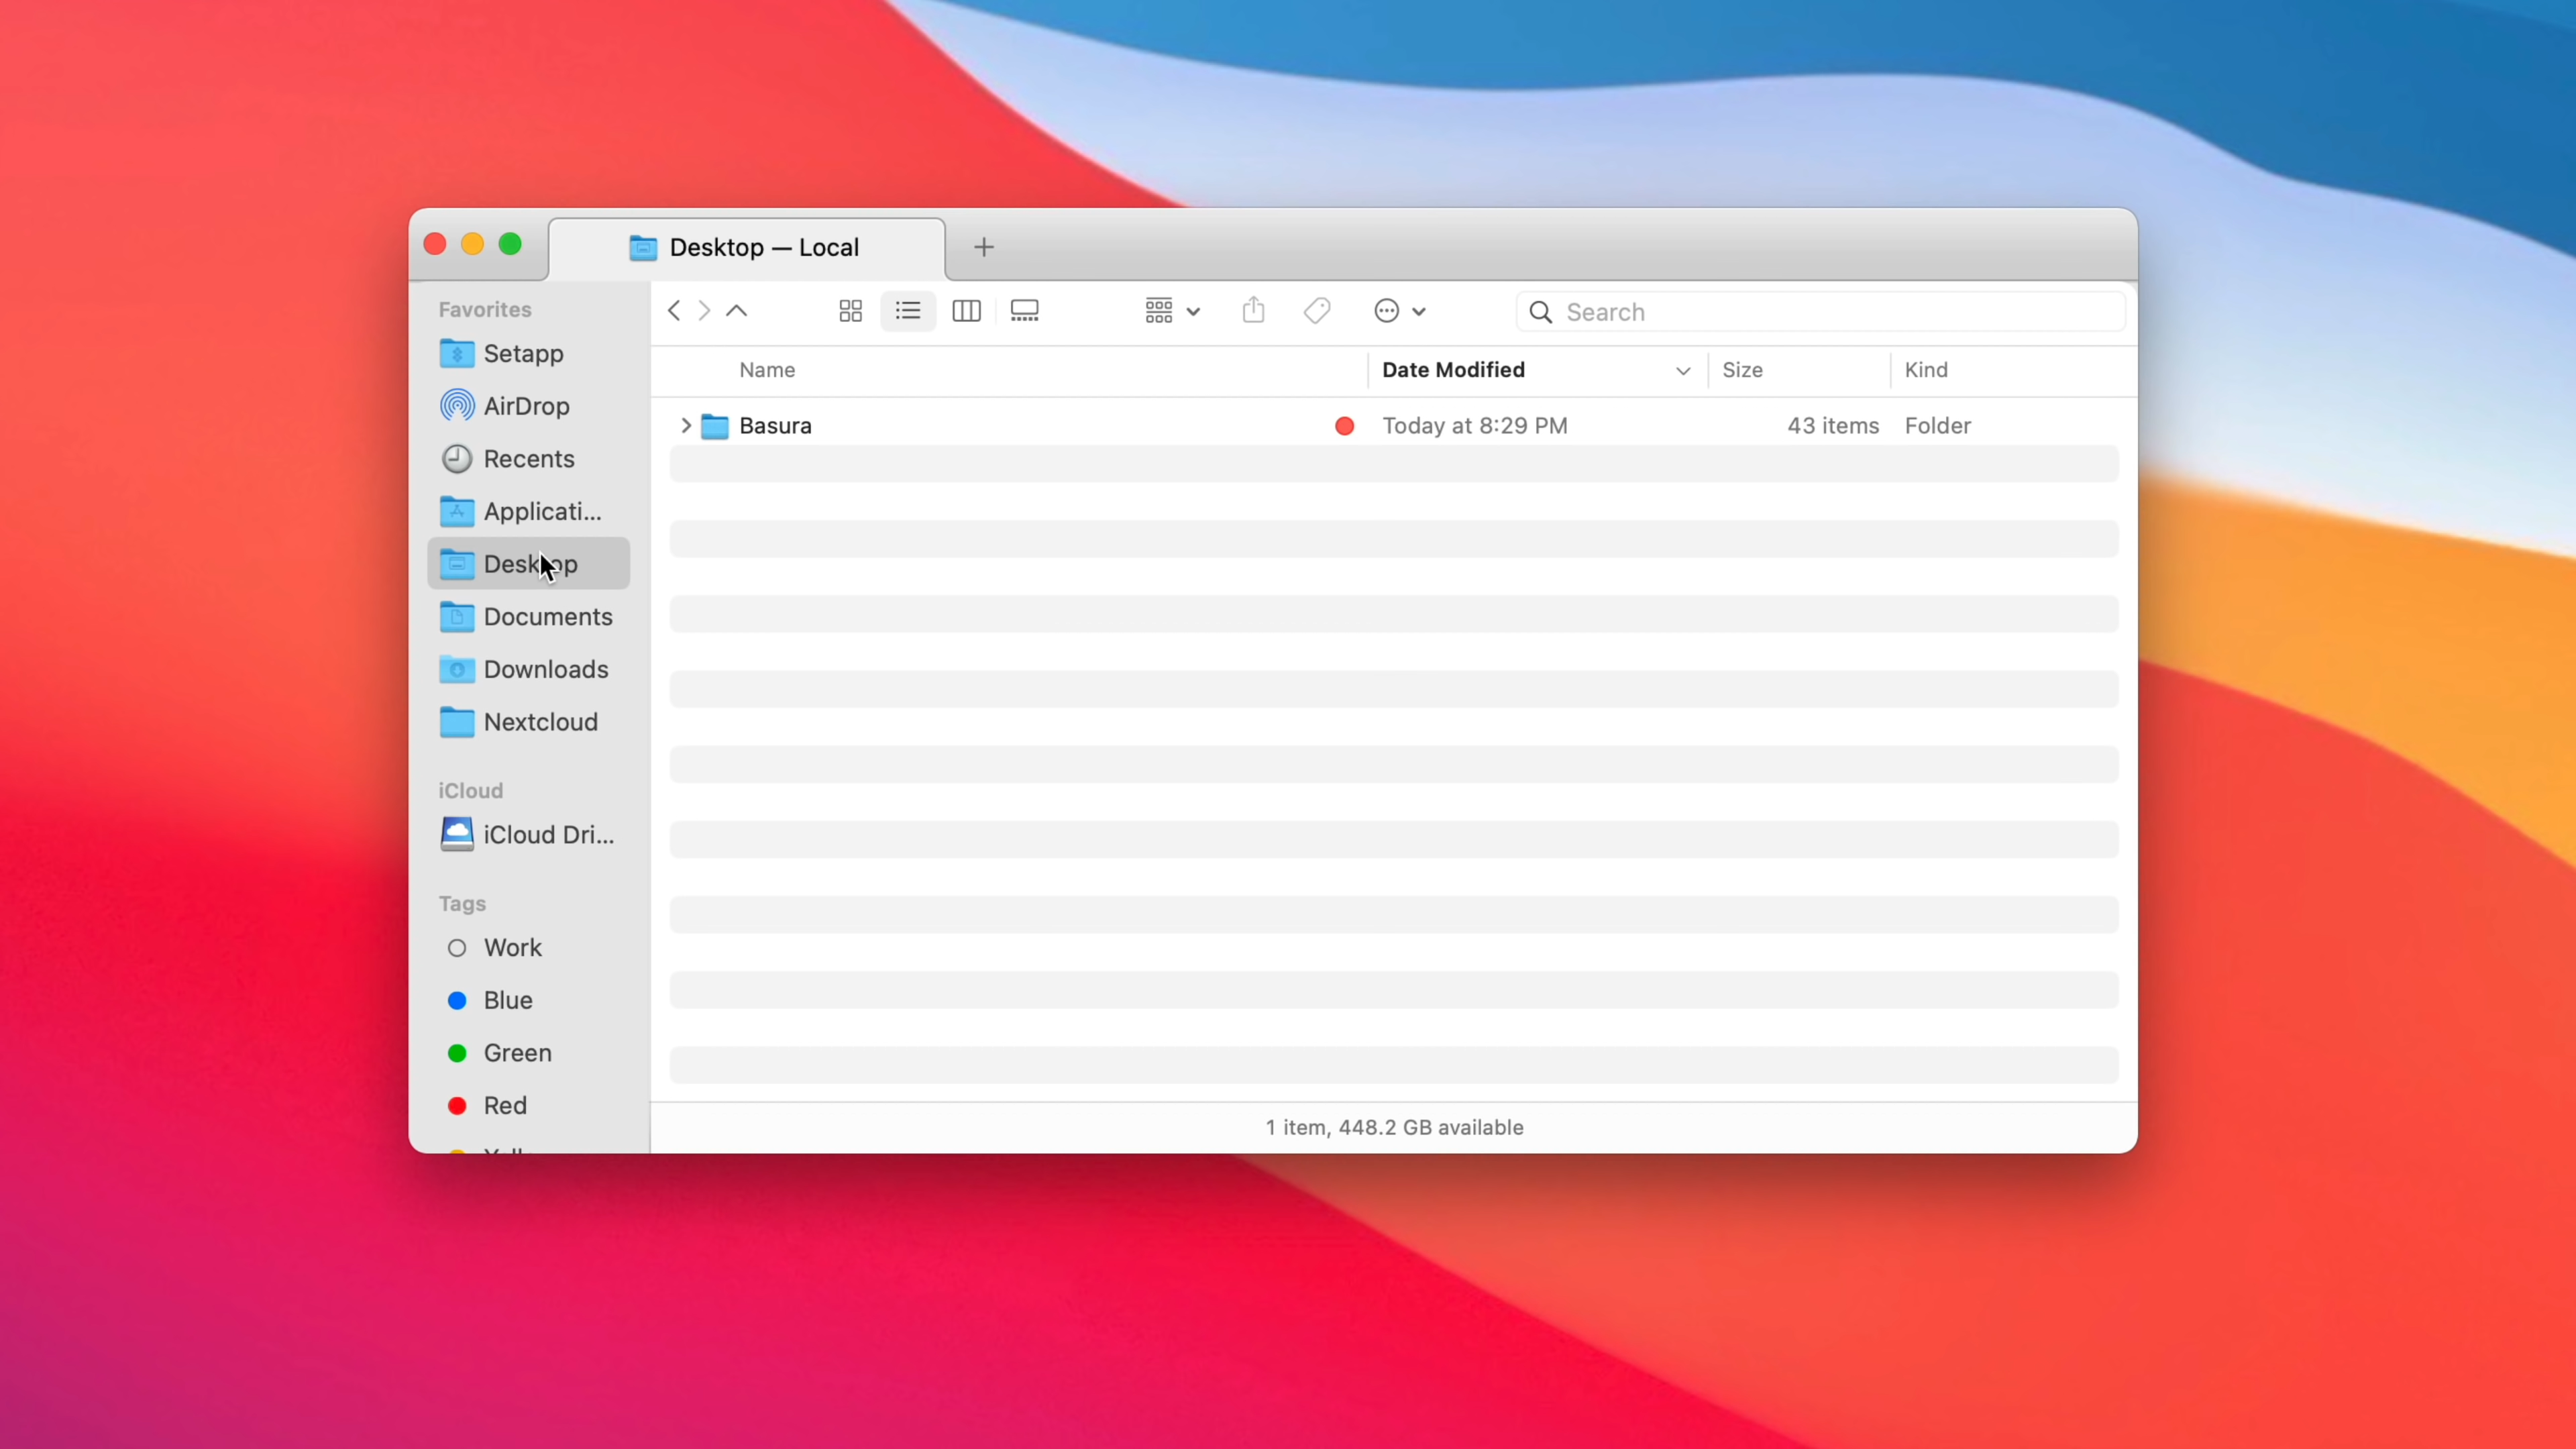 Desktop — Local
Favorites
Setapp
AirDrop
Recents
Applicati...
Desktop
Documents
Downloads
Nextcloud
iCloud
iCloud Dri...
Tags
Work
Blue
Green
Red
Search
Name Date Modified Size Kind
Basura Today at 8:29 PM 43 items Folder
1 item, 448.2 GB available